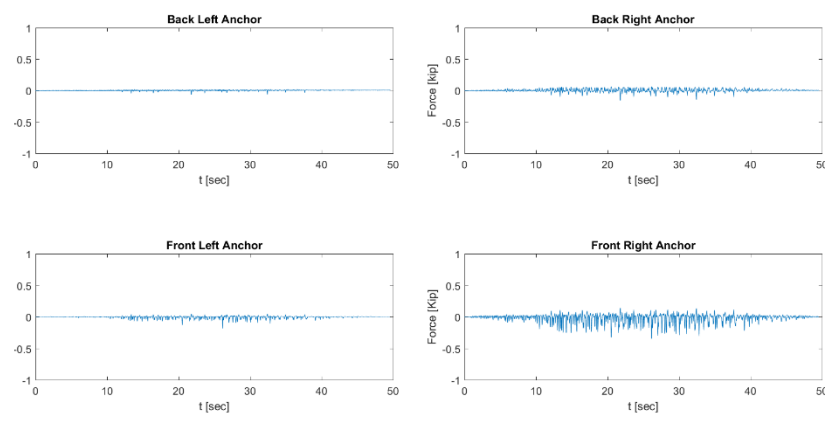 Back Left Anchor
1
0.5
0
-0.5
-1
0 10 20 30 40 50
t [sec]
Back Right Anchor
Force [kip]
1
0.5
0
-0.5
-1
0 10 20 30 40 50
t [sec]
Front Left Anchor
1
0.5
0
-0.5
-1
0 10 20 30 40 50
t [sec]
Front Right Anchor
Force [Kip]
1
0.5
0
-0.5
-1
0 10 20 30 40 50
t [sec]